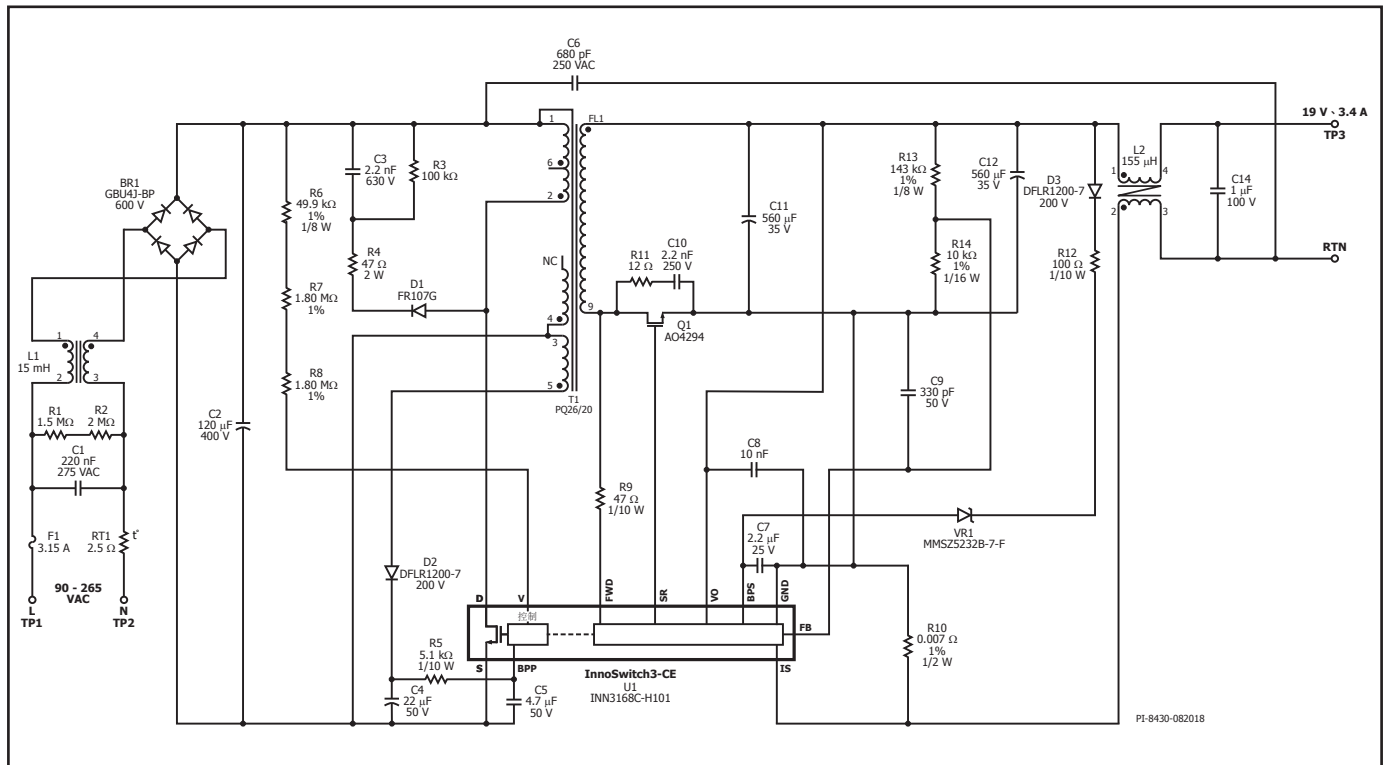 C6
680 pF
250 VAC
BR1
GBU4J-BP
600 V
L1
15 mH
1
4
2
3
R1
1.5 MΩ
R2
2 MΩ
C1
220 nF
275 VAC
F1
3.15 A
RT1
2.5 Ω
t°
90 - 265
VAC
L
TP1
N
TP2
C2
120 µF
400 V
R6
49.9 kΩ
1%
1/8 W
R7
1.80 MΩ
1%
R8
1.80 MΩ
1%
C3
2.2 nF
630 V
R3
100 kΩ
R4
47 Ω
2 W
D1
FR107G
1
6
2
NC
4
3
5
FL1
9
T1
PQ26/20
D2
DFLR1200-7
200 V
R5
5.1 kΩ
1/10 W
C4
22 µF
50 V
C5
4.7 µF
50 V
R11
12 Ω
C10
2.2 nF
250 V
Q1
AO4294
C11
560 µF
35 V
R13
143 kΩ
1%
1/8 W
R14
10 kΩ
1%
1/16 W
C12
560 µF
35 V
D3
DFLR1200-7
200 V
R12
100 Ω
1/10 W
L2
155 µH
1
4
2
3
C14
1 µF
100 V
19 V、3.4 A
TP3
RTN
C9
330 pF
50 V
C8
10 nF
R9
47 Ω
1/10 W
C7
2.2 µF
25 V
VR1
MMSZ5232B-7-F
R10
0.007 Ω
1%
1/2 W
D
V
FWD
SR
VO
BPS
GND
控制
FB
S
BPP
IS
InnoSwitch3-CE
U1
INN3168C-H101
PI-8430-082018